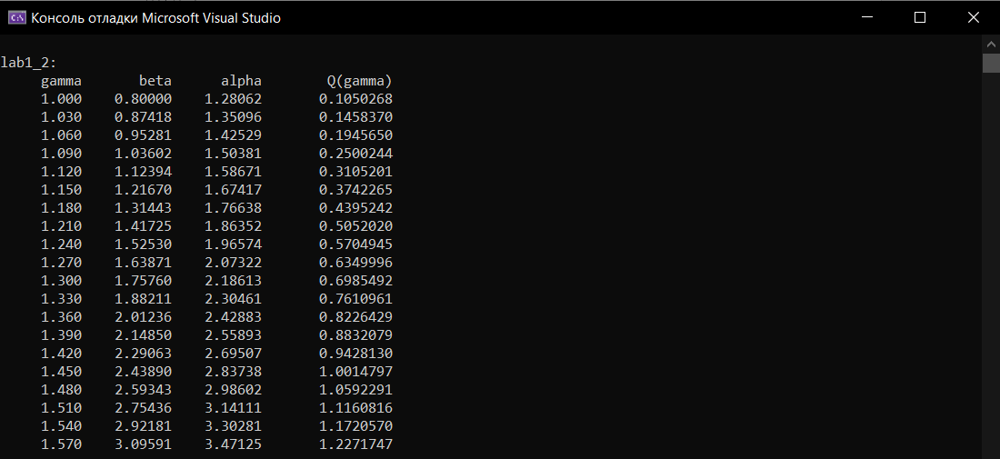 Консоль отладки Microsoft Visual Studio
lab1_2:
gamma beta alpha Q(gamma)
1.000 0.80000 1.28062 0.1050268
1.030 0.87418 1.35096 0.1458370
1.060 0.95281 1.42529 0.1945650
1.090 1.03602 1.50381 0.2500244
1.120 1.12394 1.58671 0.3105201
1.150 1.21670 1.67417 0.3742265
1.180 1.31443 1.76638 0.4395242
1.210 1.41725 1.86352 0.5052020
1.240 1.52530 1.96574 0.5704945
1.270 1.63871 2.07322 0.6349996
1.300 1.75760 2.18613 0.6985492
1.330 1.88211 2.30461 0.7610961
1.360 2.01236 2.42883 0.8226429
1.390 2.14850 2.55893 0.8832079
1.420 2.29063 2.69507 0.9428130
1.450 2.43890 2.83738 1.0014797
1.480 2.59343 2.98602 1.0592291
1.510 2.75436 3.14111 1.1160816
1.540 2.92181 3.30281 1.1720570
1.570 3.09591 3.47125 1.2271747